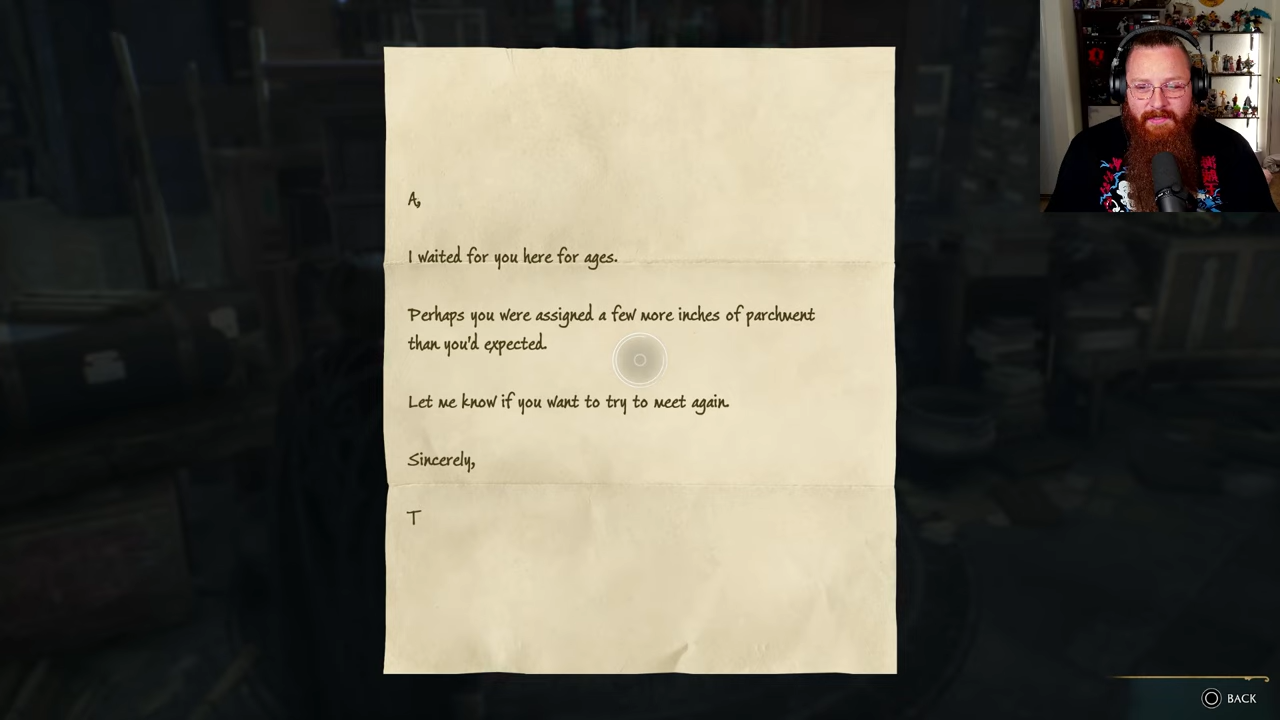 A,
I waited for you here for ages.
Perhaps you were assigned a few more inches of parchment
than you'd expected.
Let me know if you want to try to meet again.
Sincerely,
T
BACK